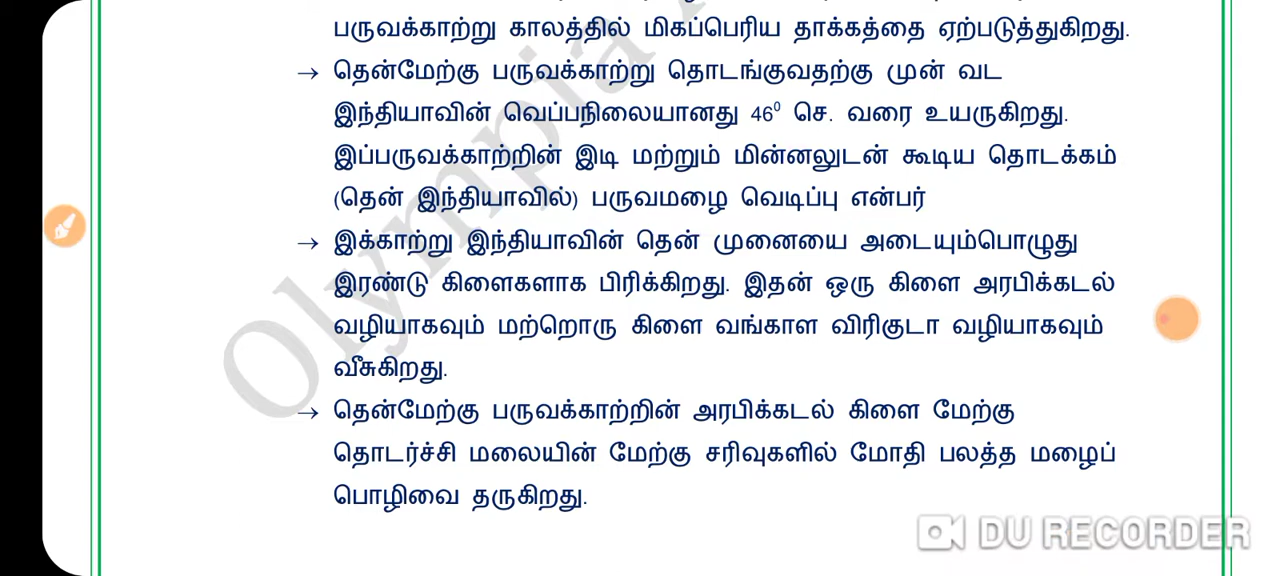 பருவக்காற்று காலத்தில் மிகப்பெரிய தாக்கத்தை ஏற்படுத்துகிறது.
→ தென்மேற்கு பருவக்காற்று தொடங்குவதற்கு முன் வட
இந்தியாவின் வெப்பநிலையானது 46⁰ செ. வரை உயருகிறது.
இப்பருவக்காற்றின் இடி மற்றும் மின்னலுடன் கூடிய தொடக்கம்
(தென் இந்தியாவில்) பருவமழை வெடிப்பு என்பர்
→ இக்காற்று இந்தியாவின் தென் முனையை அடையும்பொழுது
இரண்டு கிளைகளாக பிரிக்கிறது. இதன் ஒரு கிளை அரபிக்கடல்
வழியாகவும் மற்றொரு கிளை வங்காள விரிகுடா வழியாகவும்
வீசுகிறது.
→ தென்மேற்கு பருவக்காற்றின் அரபிக்கடல் கிளை மேற்கு
தொடர்ச்சி மலையின் மேற்கு சரிவுகளில் மோதி பலத்த மழைப்
பொழிவை தருகிறது.
Olympia
DU RECORDER